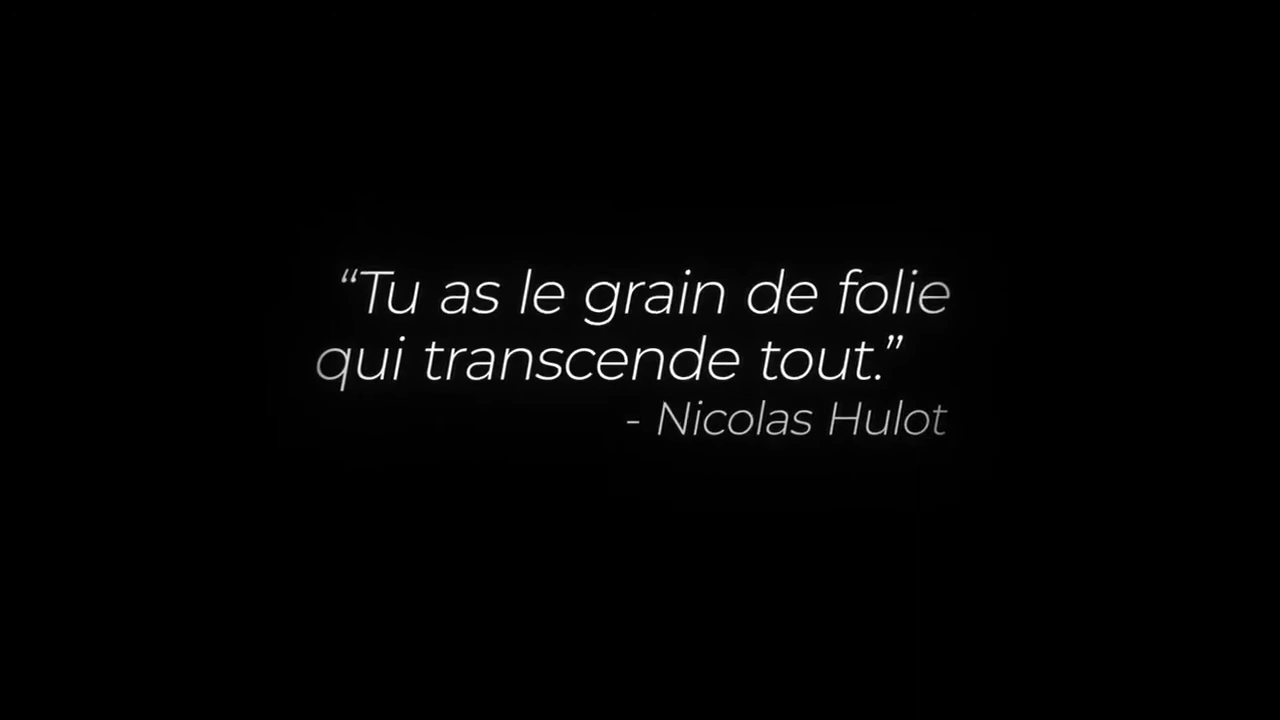 “Tu as le grain de folie
qui transcende tout.”
- Nicolas Hulot